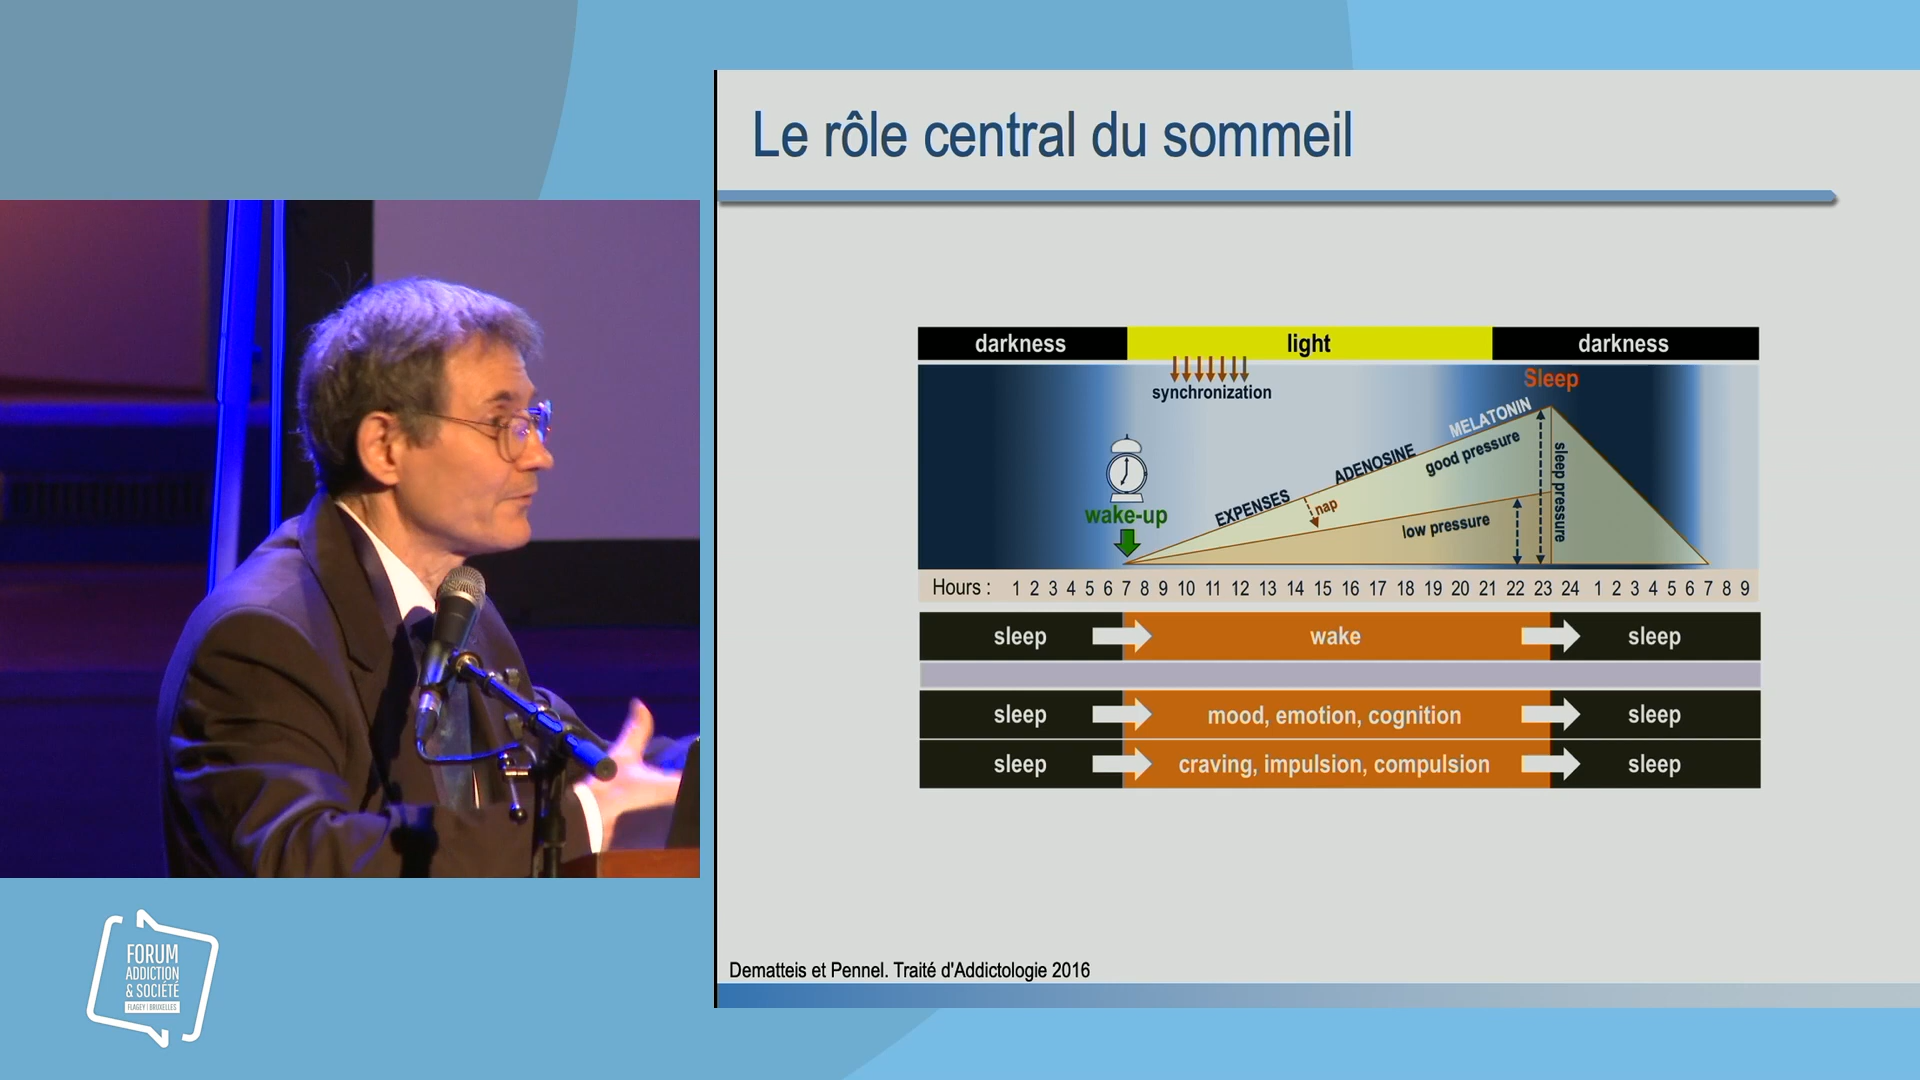 Le rôle central du sommeil
darkness light darkness
synchronization
Sleep
MELATONIN
good pressure
ADENOSINE
EXPENSES
nap
low pressure
sleep pressure
wake-up
Hours : 1 2 3 4 5 6 7 8 9 10 11 12 13 14 15 16 17 18 19 20 21 22 23 24 1 2 3 4 5 6 7 8 9
sleep wake sleep
sleep mood, emotion, cognition sleep
sleep craving, impulsion, compulsion sleep
Dematteis et Pennel. Traité d'Addictologie 2016
FORUM
ADDICTION
& SOCIÉTÉ
FLAGEY | BRUXELLES